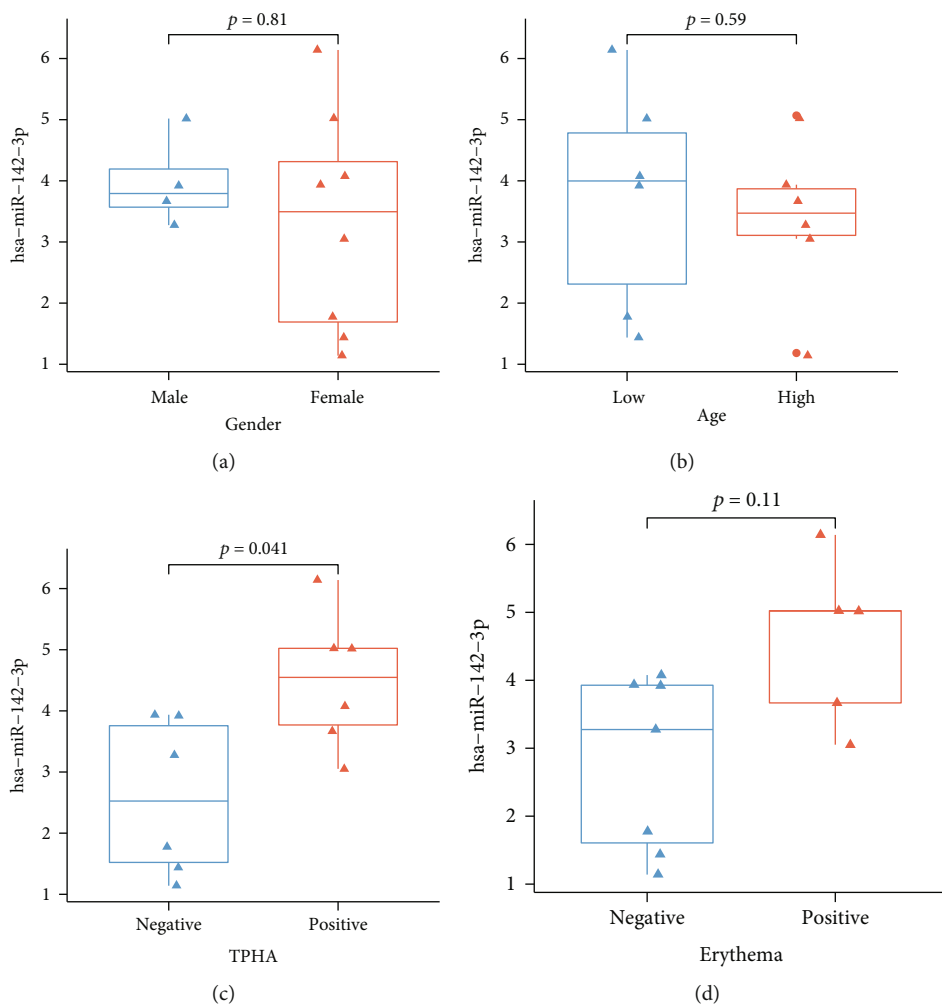 p = 0.81
hsa−miR−142−3p
6
5
4
3
2
1
Male
Female
Gender
(a)
p = 0.59
hsa−miR−142−3p
6
5
4
3
2
1
Low
High
Age
(b)
p = 0.041
hsa−miR−142−3p
6
5
4
3
2
1
Negative
Positive
TPHA
(c)
p = 0.11
hsa−miR−142−3p
6
5
4
3
2
1
Negative
Positive
Erythema
(d)